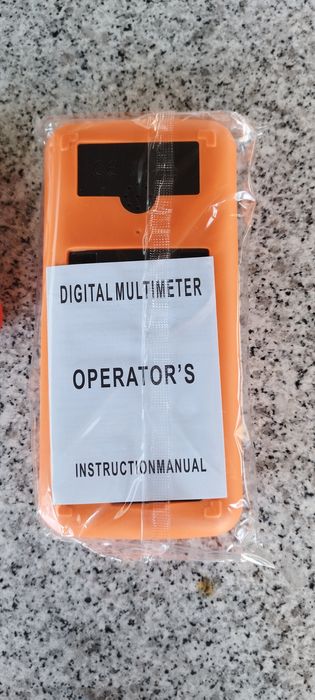 DIGITAL MULTIMETER
OPERATOR'S
INSTRUCTIONMANUAL